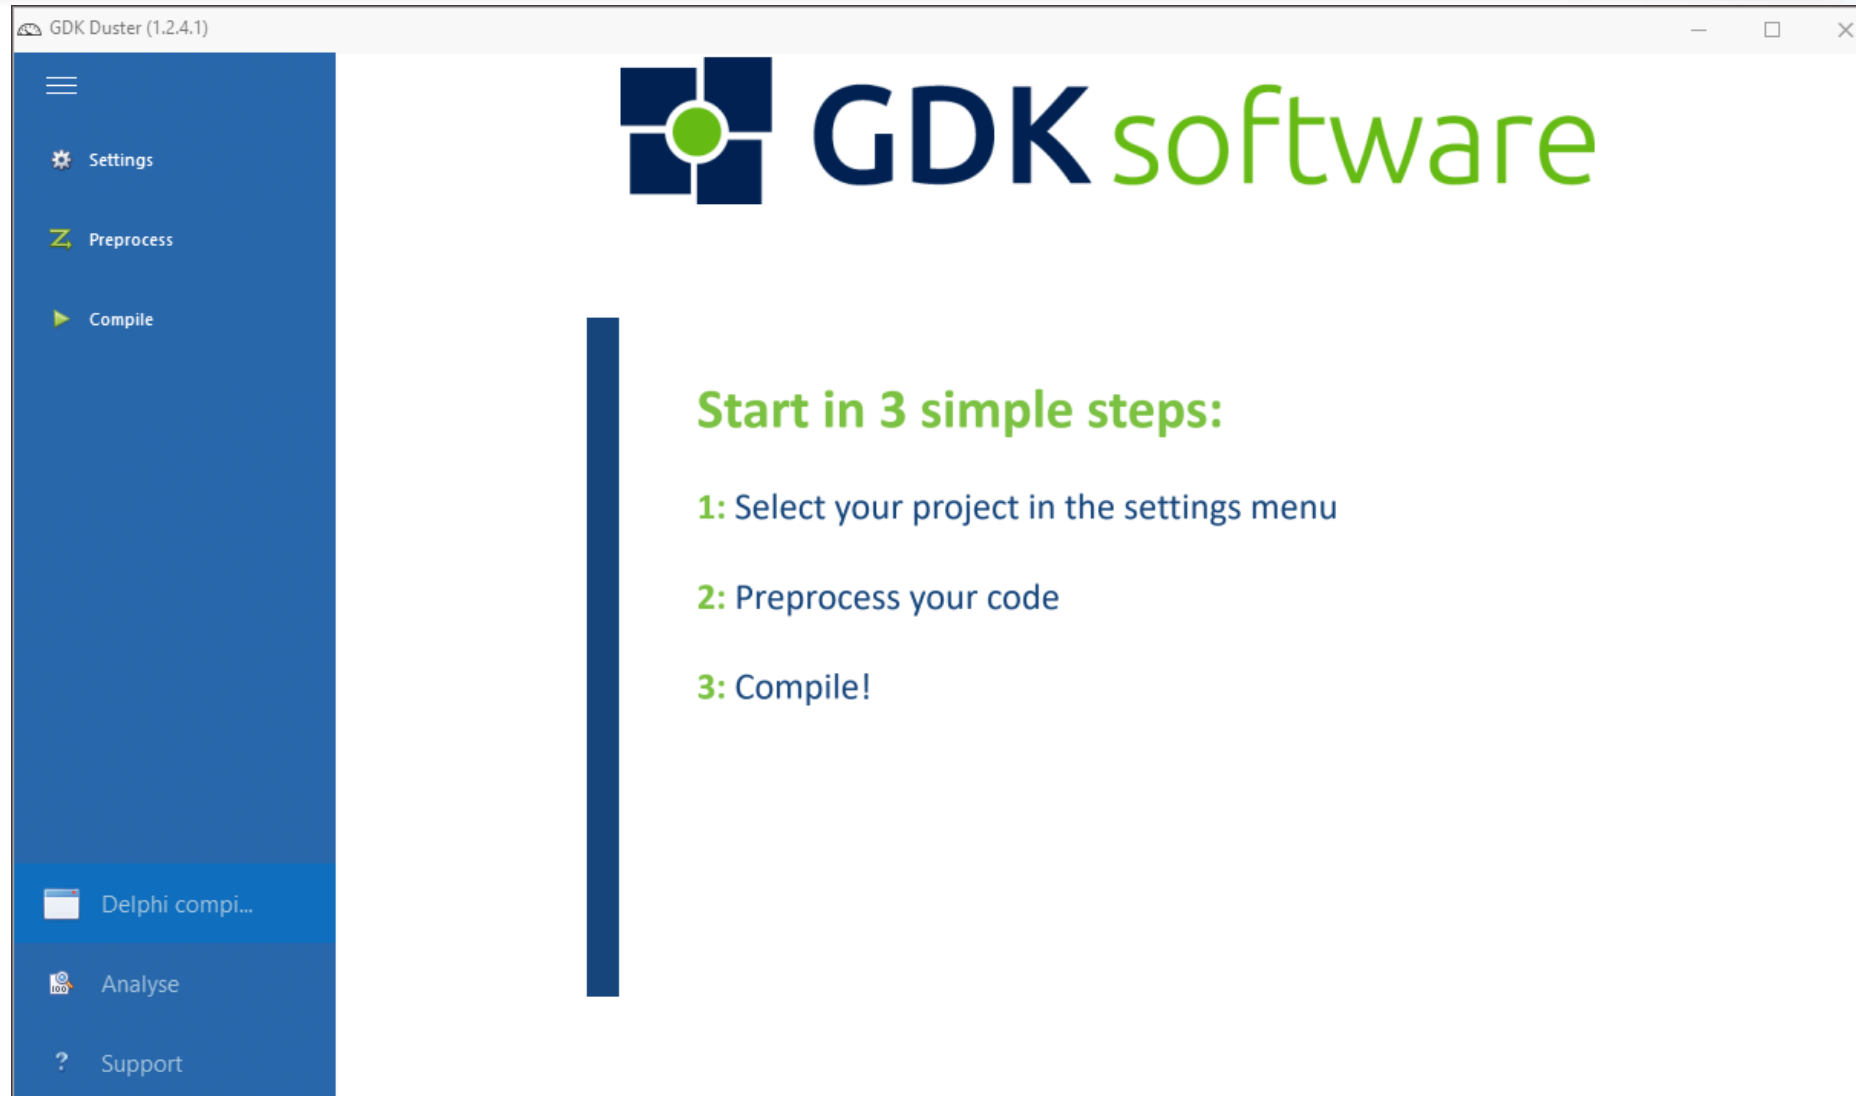 GDK Duster (1.2.4.1)
Settings
Preprocess
Compile
Delphi compi...
Analyse
Support
GDK software
Start in 3 simple steps:
1: Select your project in the settings menu
2: Preprocess your code
3: Compile!